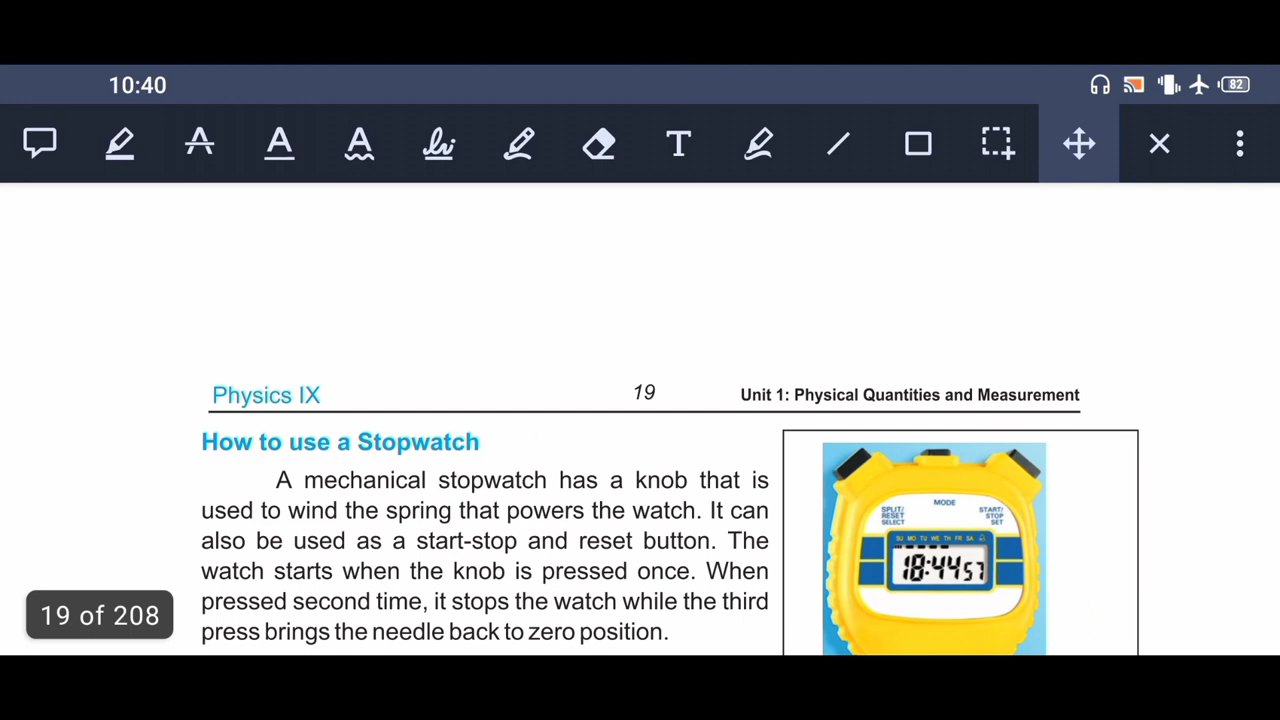 10:40
82
A A T
Physics IX 19 Unit 1: Physical Quantities and Measurement
How to use a Stopwatch
A mechanical stopwatch has a knob that is
used to wind the spring that powers the watch. It can
also be used as a start-stop and reset button. The
watch starts when the knob is pressed once. When
pressed second time, it stops the watch while the third
press brings the needle back to zero position.
MODE
SPLIT/
RESET
SELECT
START/
STOP
SET
SU MO TU WE TH FR SA
18:44 57
19 of 208